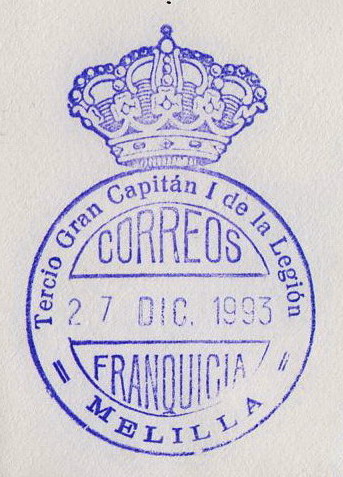 Tercio Gran Capitán I de la Legión
CORREOS
27 DIC. 1993
FRANQUICIA
= MELILLA =